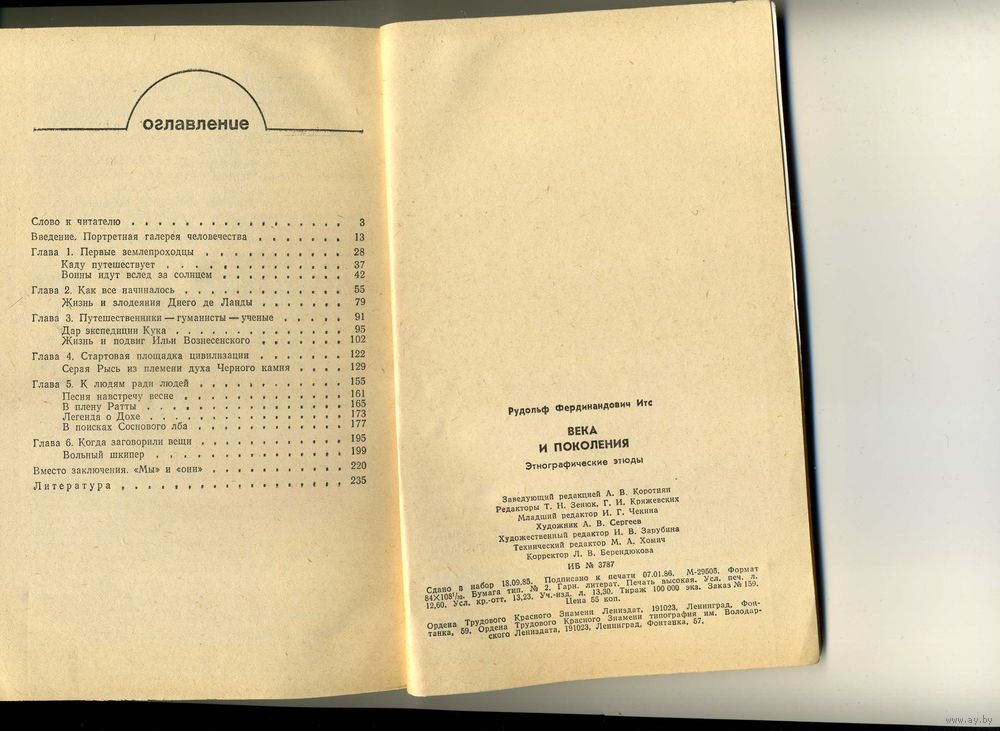 оглавление
Слово к читателю 3
Введение. Портретная галерея человечества 13
Глава 1. Первые землепроходцы 28
Каду путешествует 37
Воины идут вслед за солнцем 42
Глава 2. Как все начиналось 55
Жизнь и злодеяния Диего де Ланды 79
Глава 3. Путешественники — гуманисты — ученые 91
Дар экспедиции Кука 95
Жизнь и подвиг Ильи Вознесенского 102
Глава 4. Стартовая площадка цивилизации 122
Серая Рысь из племени духа Черного камня 129
Глава 5. К людям ради людей 155
Песня навстречу весне 161
В плену Ратты 165
Легенда о Дохе 173
В поисках Соснового лба 177
Глава 6. Когда заговорили вещи 195
Вольный шкипер 199
Вместо заключения. «Мы» и «они» 220
Литература 235
Рудольф Фердинандович Итс
ВЕКА
И ПОКОЛЕНИЯ
Этнографические этюды
Заведующий редакцией А. В. Коротнян
Редакторы Т. Н. Зенюк, Г. И. Кряжевских
Младший редактор И. Г. Чекина
Художник А. В. Сергеев
Художественный редактор И. В. Зарубина
Технический редактор М. А. Хомич
Корректор Л. В. Берендюкова
ИБ № 3787
Сдано в набор 18.09.85. Подписано к печати 07.01.86. М-29503. Формат
84×108¹/₃₂. Бумага тип. № 2. Гарн. литерат. Печать высокая. Усл. печ. л.
12,60. Усл. кр.-отт. 13,23. Уч.-изд. л. 13,30. Тираж 100 000 экз. Заказ № 159.
Цена 55 коп.
Ордена Трудового Красного Знамени Лениздат, 191023, Ленинград, Фон-
танка, 59. Ордена Трудового Красного Знамени типография им. Володар-
ского Лениздата, 191023, Ленинград, Фонтанка, 57.
www.ay.by